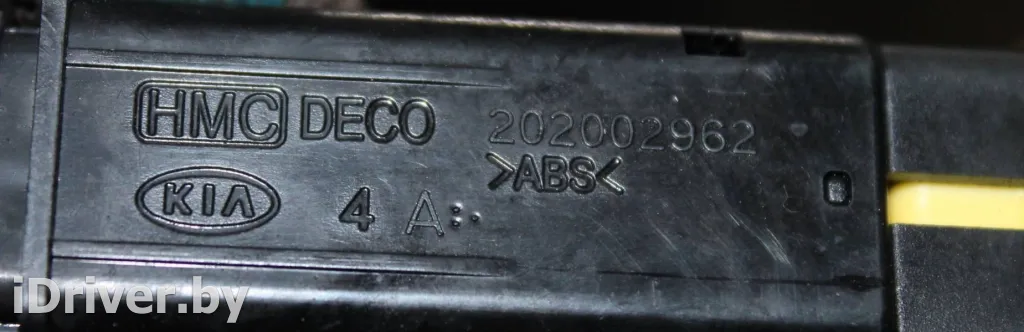 HMC DECO 202002962
>ABS<
KIA 4 A
iDriver.by